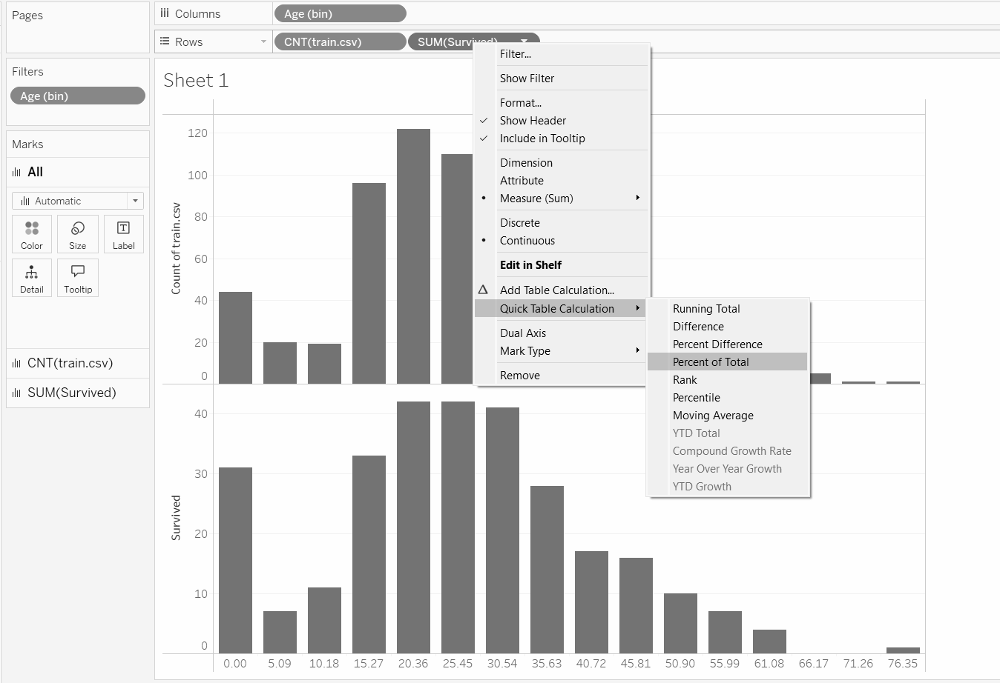 Pages
Columns
Age (bin)
Rows
CNT(train.csv)
SUM(Survived)
Filters
Age (bin)
Marks
All
Automatic
Color
Size
Label
Detail
Tooltip
CNT(train.csv)
SUM(Survived)
Sheet 1
Filter...
Show Filter
Format...
Show Header
Include in Tooltip
Dimension
Attribute
Measure (Sum)
Discrete
Continuous
Edit in Shelf
Add Table Calculation...
Quick Table Calculation
Dual Axis
Mark Type
Remove
Running Total
Difference
Percent Difference
Percent of Total
Rank
Percentile
Moving Average
YTD Total
Compound Growth Rate
Year Over Year Growth
YTD Growth
Count of train.csv
120
100
80
60
40
20
0
Survived
40
30
20
10
0
0.00 5.09 10.18 15.27 20.36 25.45 30.54 35.63 40.72 45.81 50.90 55.99 61.08 66.17 71.26 76.35